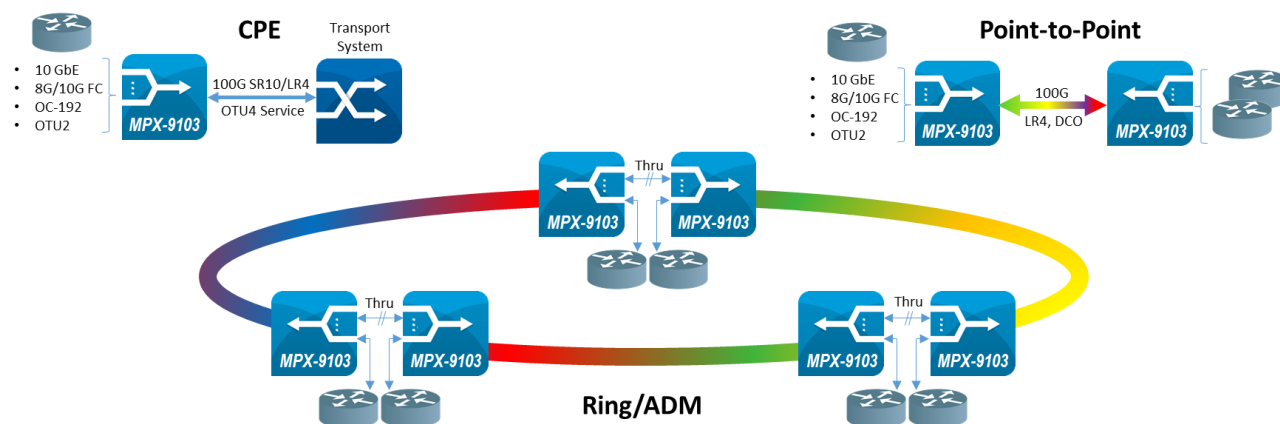 CPE
Transport
System
• 10 GbE
• 8G/10G FC
• OC-192
• OTU2
MPX-9103
100G SR10/LR4
OTU4 Service
Point-to-Point
• 10 GbE
• 8G/10G FC
• OC-192
• OTU2
MPX-9103
100G
LR4, DCO
MPX-9103
Thru
MPX-9103
MPX-9103
Thru
MPX-9103
MPX-9103
Thru
MPX-9103
MPX-9103
Ring/ADM